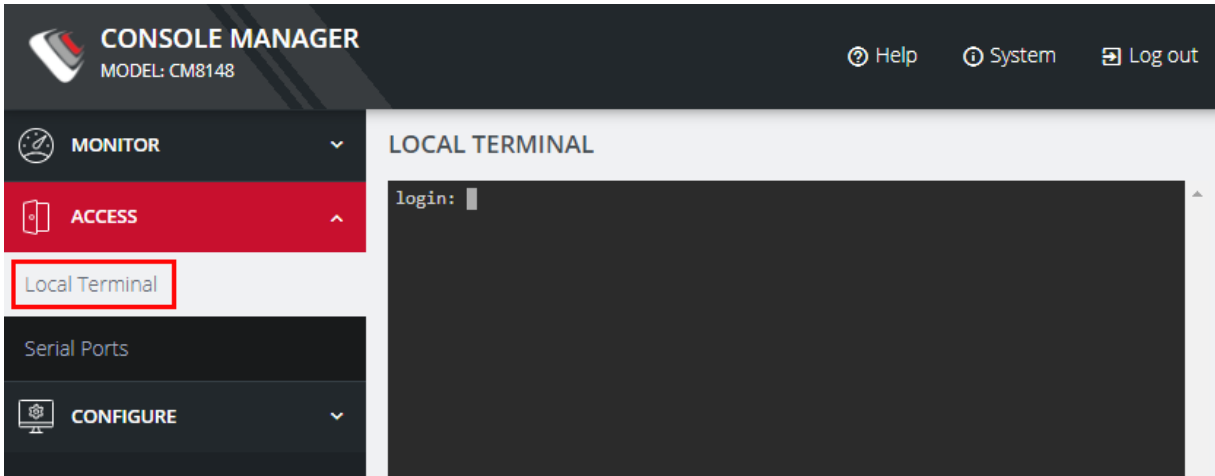 CONSOLE MANAGER
MODEL: CM8148
Help
System
Log out
MONITOR
ACCESS
Local Terminal
Serial Ports
CONFIGURE
LOCAL TERMINAL
login: